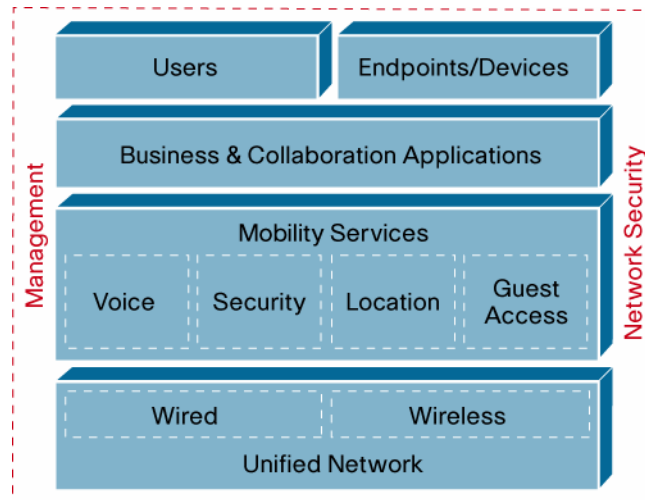 Users
Endpoints/Devices
Business & Collaboration Applications
Management
Network Security
Mobility Services
Voice
Security
Location
Guest
Access
Wired
Wireless
Unified Network